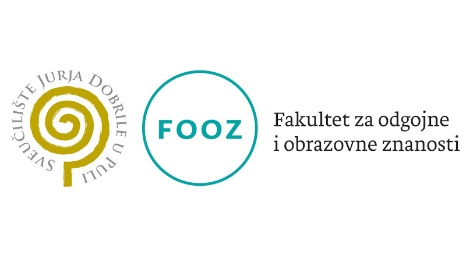 SVEUČILIŠTE JURJA DOBRILE U PULI
FOOZ
Fakultet za odgojne
i obrazovne znanosti